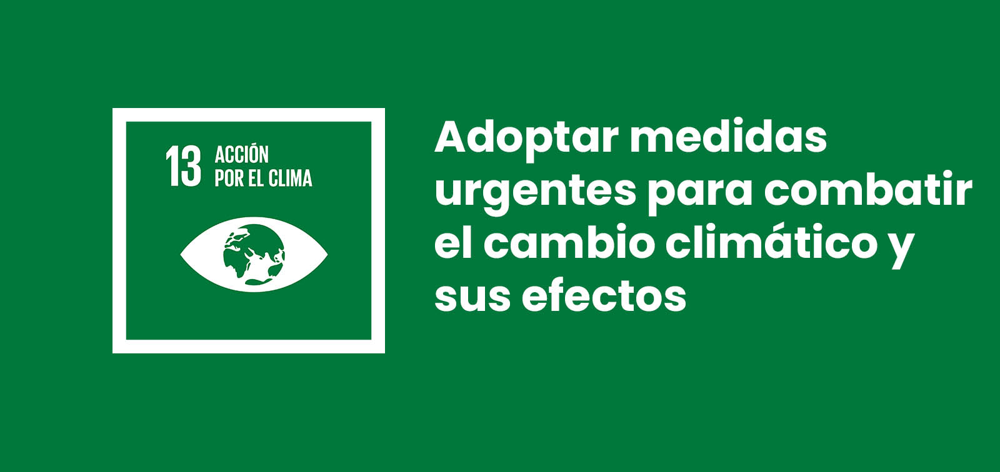 13 ACCIÓN
POR EL CLIMA
Adoptar medidas
urgentes para combatir
el cambio climático y
sus efectos